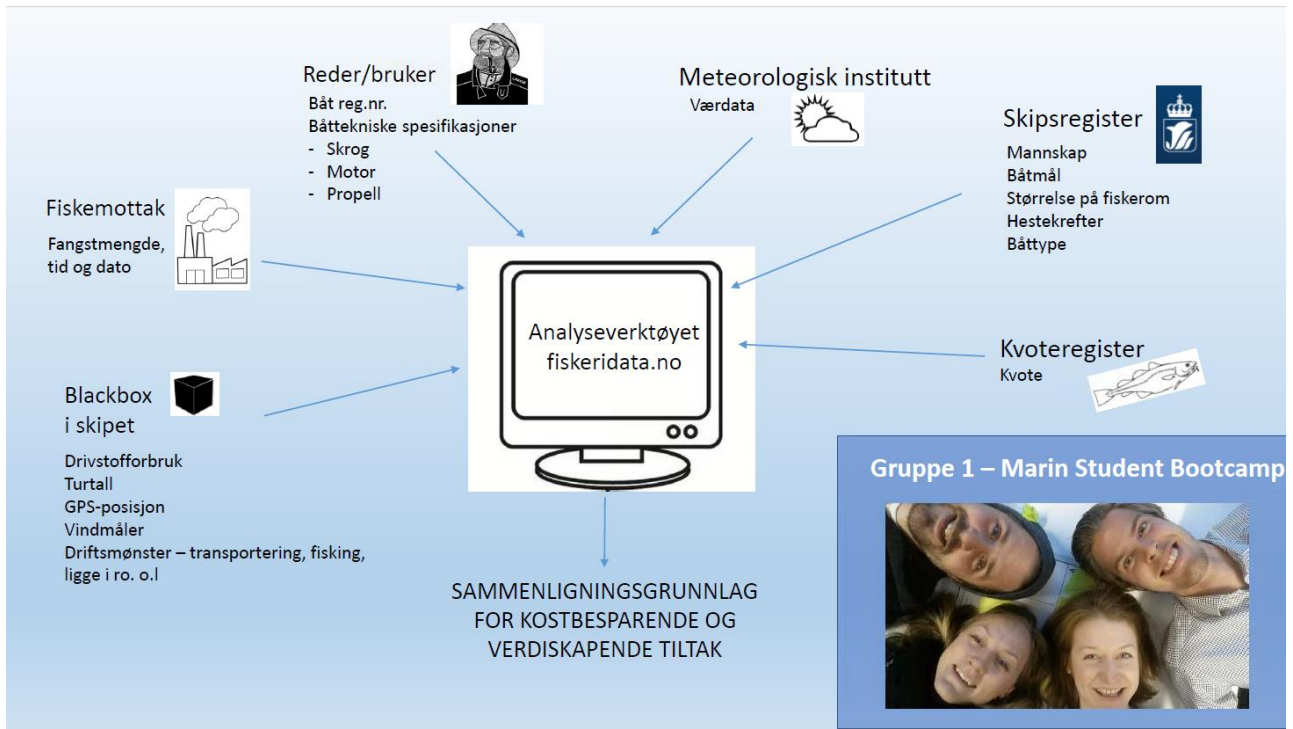 Reder/bruker
Båt reg.nr.
Båttekniske spesifikasjoner
- Skrog
- Motor
- Propell
Meteorologisk institutt
Værdata
Skipsregister
Mannskap
Båtmål
Størrelse på fiskerom
Hestekrefter
Båttype
Fiskemottak
Fangstmengde,
tid og dato
Analyseverktøyet
fiskeridata.no
Kvoteregister
Kvote
Blackbox
i skipet
Drivstofforbruk
Turtall
GPS-posisjon
Vindmåler
Driftsmønster – transportering, fisking,
ligge i ro. o.l
SAMMENLIGNINGSGRUNNLAG
FOR KOSTBESPARENDE OG
VERDISKAPENDE TILTAK
Gruppe 1 – Marin Student Bootcamp